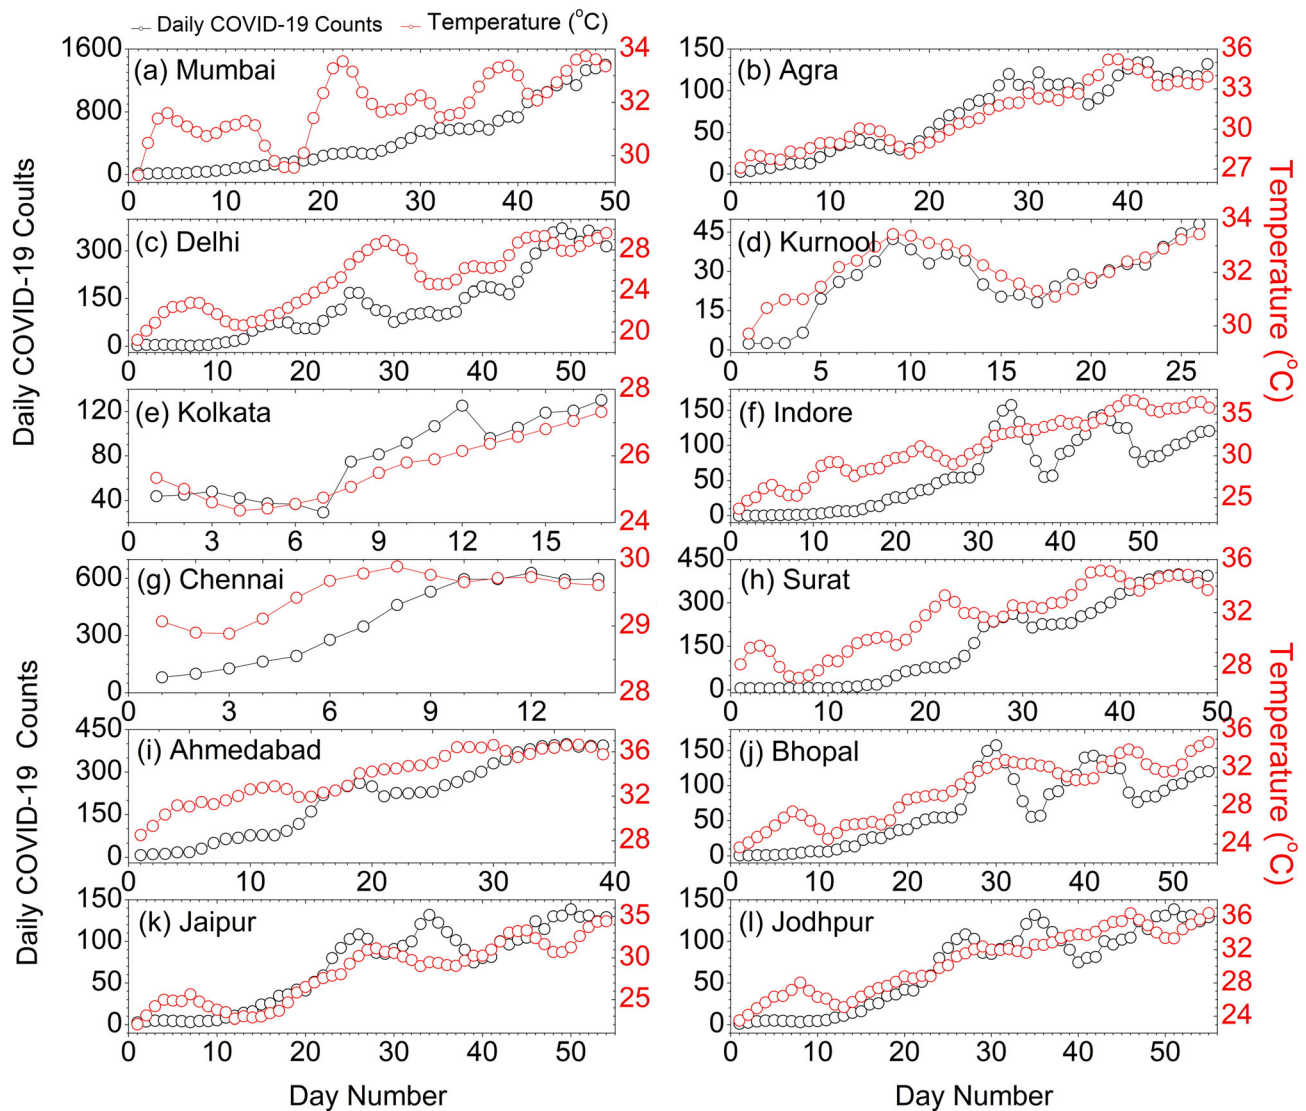 Daily COVID-19 Counts Temperature (°C)
Daily COVID-19 Coults
Temperature (°C)
(a) Mumbai
1600
800
0
34
32
30
0 10 20 30 40 50
(b) Agra
150
100
50
0
36
33
30
27
0 10 20 30 40
(c) Delhi
300
150
0
28
24
20
0 10 20 30 40 50
(d) Kurnool
45
30
15
0
34
32
30
5 10 15 20 25
(e) Kolkata
120
80
40
28
26
24
0 3 6 9 12 15
(f) Indore
150
100
50
0
35
30
25
0 10 20 30 40 50
Daily COVID-19 Counts
Temperature (°C)
(g) Chennai
600
300
0
30
29
28
0 3 6 9 12
(h) Surat
450
300
150
0
36
32
28
0 10 20 30 40 50
(i) Ahmedabad
450
300
150
0
36
32
28
0 10 20 30 40
(j) Bhopal
150
100
50
0
36
32
28
24
0 10 20 30 40 50
(k) Jaipur
150
100
50
0
35
30
25
0 10 20 30 40 50
(l) Jodhpur
150
100
50
0
36
32
28
24
0 10 20 30 40 50
Day Number
Day Number